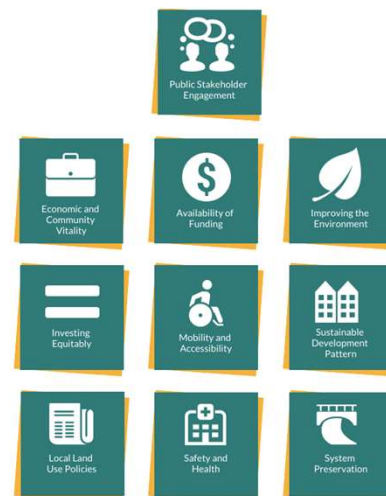 Public Stakeholder
Engagement
Economic and
Community
Vitality
Availability of
Funding
Improving the
Environment
Investing
Equitably
Mobility and
Accessibility
Sustainable
Development
Pattern
Local Land
Use Policies
Safety and
Health
System
Preservation